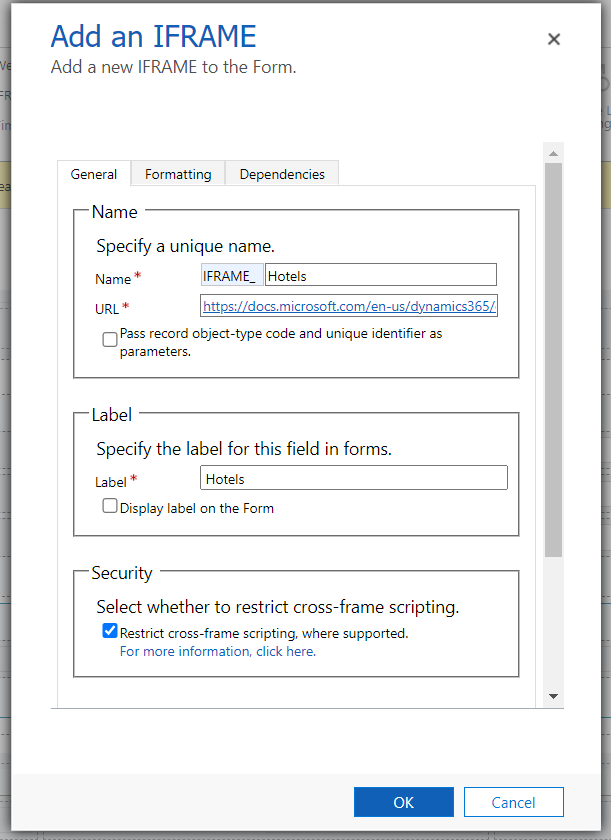 Add an IFRAME
Add a new IFRAME to the Form.
General Formatting Dependencies
Name
Specify a unique name.
Name * IFRAME_ Hotels
URL * https://docs.microsoft.com/en-us/dynamics365/
Pass record object-type code and unique identifier as
parameters.
Label
Specify the label for this field in forms.
Label * Hotels
Display label on the Form
Security
Select whether to restrict cross-frame scripting.
Restrict cross-frame scripting, where supported.
For more information, click here.
OK Cancel